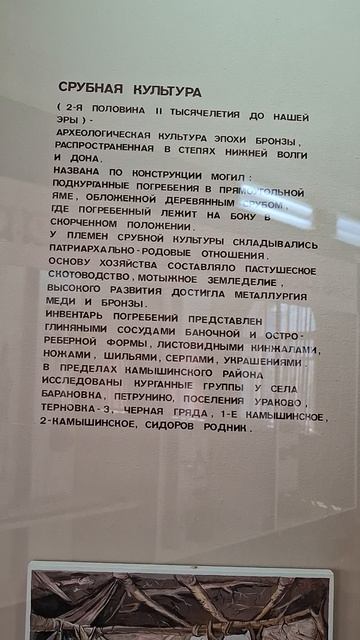 СРУБНАЯ КУЛЬТУРА
( 2-Я ПОЛОВИНА II ТЫСЯЧЕЛЕТИЯ ДО НАШЕЙ
ЭРЫ ) -
АРХЕОЛОГИЧЕСКАЯ КУЛЬТУРА ЭПОХИ БРОНЗЫ,
РАСПРОСТРАНЕННАЯ В СТЕПЯХ НИЖНЕЙ ВОЛГИ
И ДОНА.
НАЗВАНА ПО КОНСТРУКЦИИ МОГИЛ :
ПОДКУРГАННЫЕ ПОГРЕБЕНИЯ В ПРЯМОУГОЛЬНОЙ
ЯМЕ, ОБЛОЖЕННОЙ ДЕРЕВЯННЫМ СРУБОМ,
ГДЕ ПОГРЕБЕННЫЙ ЛЕЖИТ НА БОКУ В
СКОРЧЕННОМ ПОЛОЖЕНИИ.
У ПЛЕМЕН СРУБНОЙ КУЛЬТУРЫ СКЛАДЫВАЛИСЬ
ПАТРИАРХАЛЬНО-РОДОВЫЕ ОТНОШЕНИЯ.
ОСНОВУ ХОЗЯЙСТВА СОСТАВЛЯЛО ПАСТУШЕСКОЕ
СКОТОВОДСТВО, МОТЫЖНОЕ ЗЕМЛЕДЕЛИЕ,
ВЫСОКОГО РАЗВИТИЯ ДОСТИГЛА МЕТАЛЛУРГИЯ
МЕДИ И БРОНЗЫ.
ИНВЕНТАРЬ ПОГРЕБЕНИЙ ПРЕДСТАВЛЕН
ГЛИНЯНЫМИ СОСУДАМИ БАНОЧНОЙ И ОСТРО-
РЕБЕРНОЙ ФОРМЫ, ЛИСТОВИДНЫМИ КИНЖАЛАМИ,
НОЖАМИ, ШИЛЬЯМИ, СЕРПАМИ, УКРАШЕНИЯМИ.
В ПРЕДЕЛАХ КАМЫШИНСКОГО РАЙОНА
ИССЛЕДОВАНЫ КУРГАННЫЕ ГРУППЫ У СЕЛА
БАРАНОВКА, ПЕТРУНИНО, ПОСЕЛЕНИЯ УРАКОВО,
ТЕРНОВКА-3, ЧЕРНАЯ ГРЯДА, 1-Е КАМЫШИНСКОЕ,
2-КАМЫШИНСКОЕ, СИДОРОВ РОДНИК.